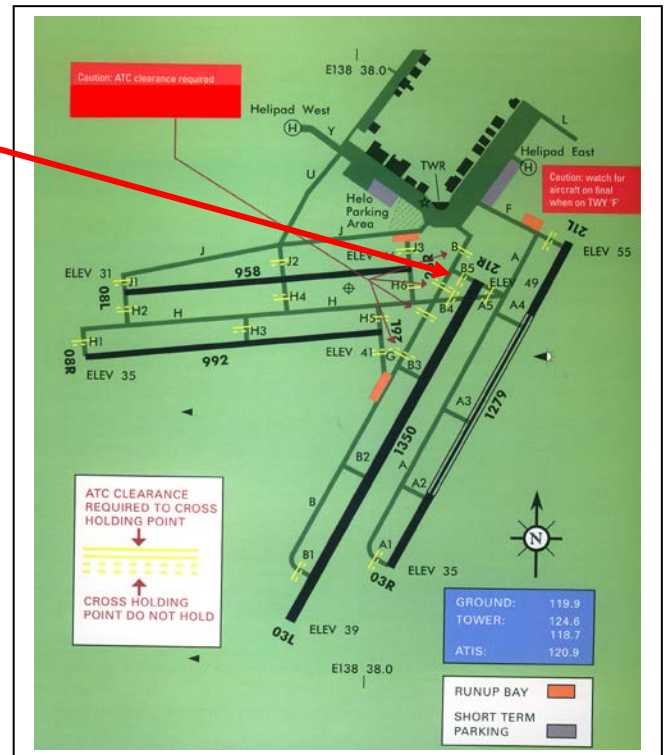 E138 38.0
Caution: ATC clearance required
Helipad West
H
Y
L
U
TWR
Helipad East
H
Caution: watch for
aircraft on final
when on TWY 'F'
Helo
Parking
Area
F
21L
ELEV 55
J
J
J3
B
A
21R
ELEV 31
J1
958
J2
B5
ELEV 49
08L
H2
H4
H6
B4
A5
A4
H
H
H5
26L
H1
H3
992
ELEV 41
G
B3
08R
ELEV 35
A3
1279
1350
B2
A
A2
B
B1
A1
03R
ELEV 35
03L
ELEV 39
E138 38.0
N
ATC CLEARANCE
REQUIRED TO CROSS
HOLDING POINT
CROSS HOLDING
POINT DO NOT HOLD
GROUND: 119.9
TOWER: 124.6
118.7
ATIS: 120.9
RUNUP BAY
SHORT TERM
PARKING